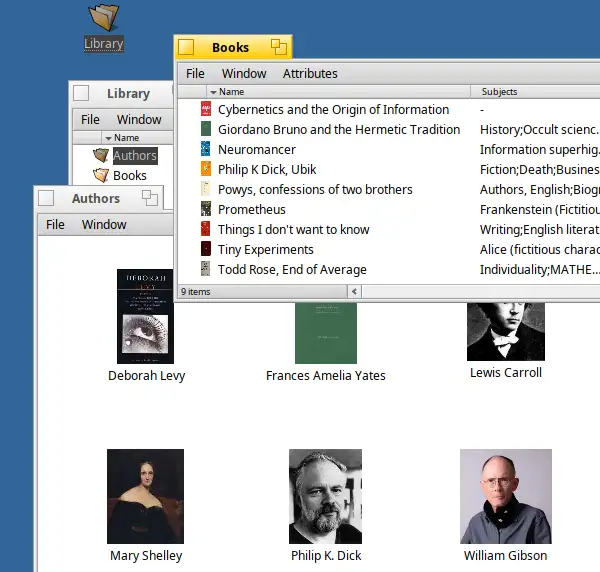 Library
Books
File Window Attributes
Name Subjects
Cybernetics and the Origin of Information -
Giordano Bruno and the Hermetic Tradition History;Occult scienc.
Neuromancer Information superhig.
Philip K Dick, Ubik Fiction;Death;Busines
Powys, confessions of two brothers Authors, English;Biogr
Prometheus Frankenstein (Fictitiou
Things I don't want to know Writing;English literat
Tiny Experiments Alice (fictitious charac
Todd Rose, End of Average Individuality;MATHE...
9 items
Library
File Window
Name
Authors
Books
Authors
File Window
DEBORAH
LEVY
Deborah Levy
Frances Amelia Yates
Lewis Carroll
Mary Shelley
Philip K. Dick
William Gibson